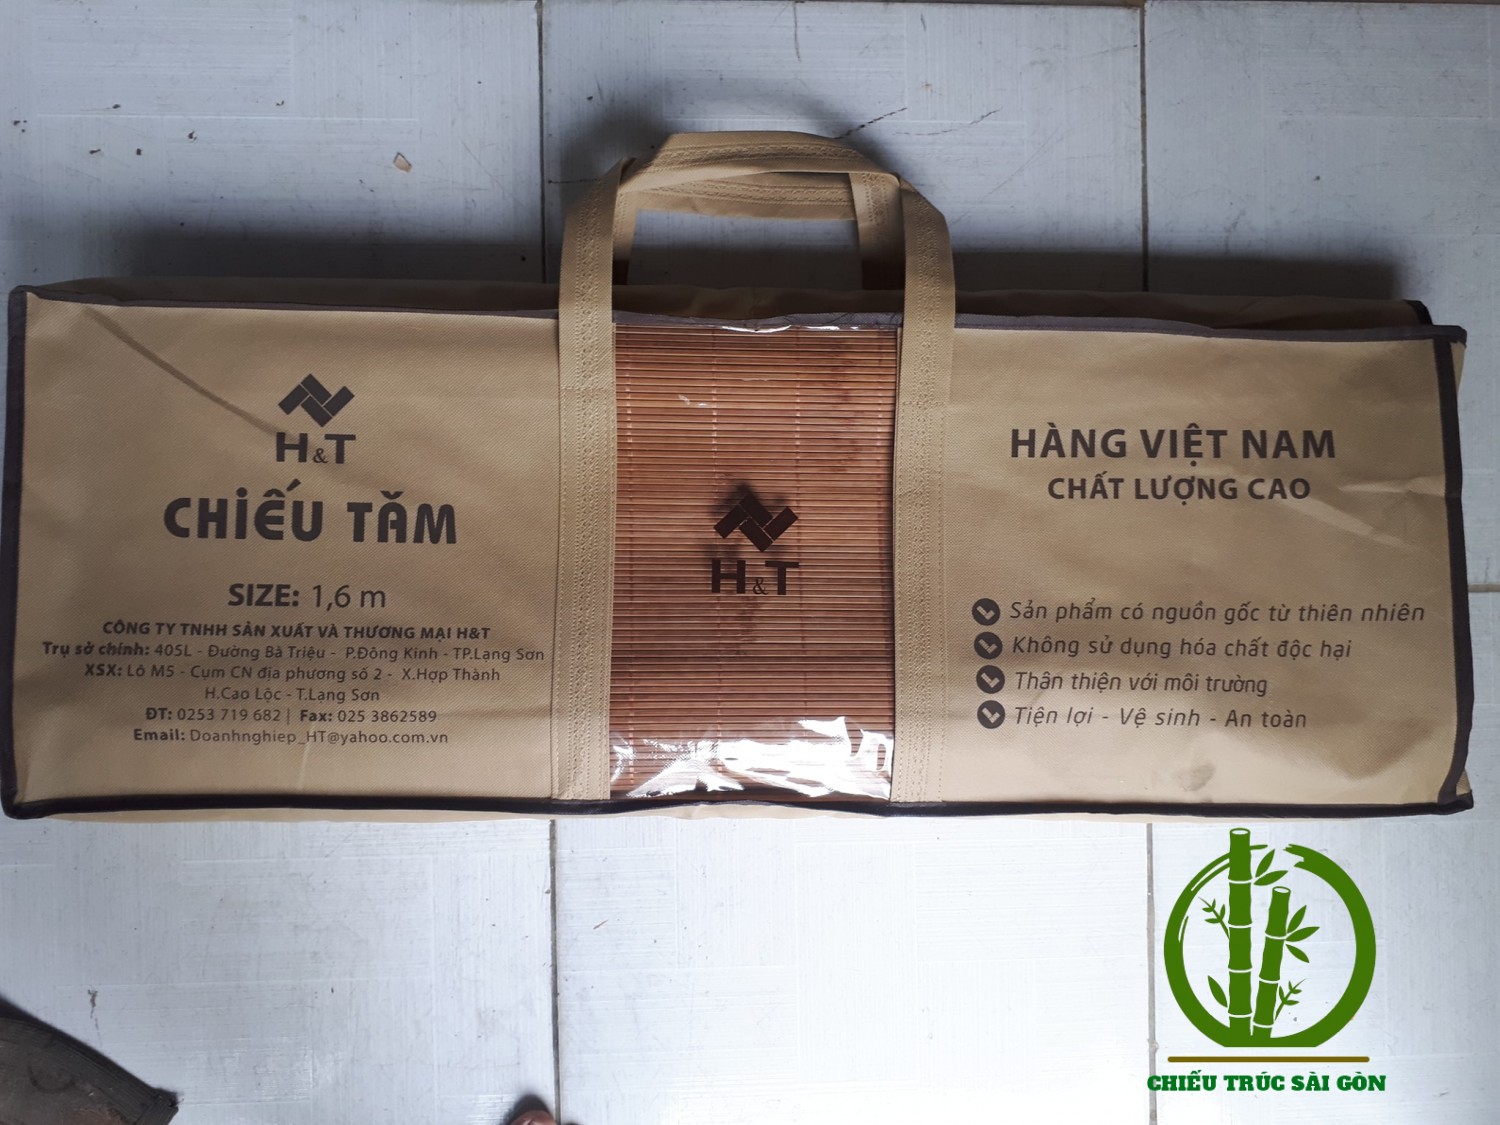 H&T
CHIẾU TĂM
SIZE: 1,6 m
CÔNG TY TNHH SẢN XUẤT VÀ THƯƠNG MẠI H&T
Trụ sở chính: 405L - Đường Bà Triệu - P.Đông Kinh - TP.Lạng Sơn
XSX: Lô M5 - Cụm CN địa phương số 2 - X.Hợp Thành
H.Cao Lộc - T.Lạng Sơn
ĐT: 0253 719 682 | Fax: 025 3862589
Email: Doanhnghiep_HT@yahoo.com.vn
H&T
HÀNG VIỆT NAM
CHẤT LƯỢNG CAO
Sản phẩm có nguồn gốc từ thiên nhiên
Không sử dụng hóa chất độc hại
Thân thiện với môi trường
Tiện lợi - Vệ sinh - An toàn
CHIẾU TRÚC SÀI GÒN